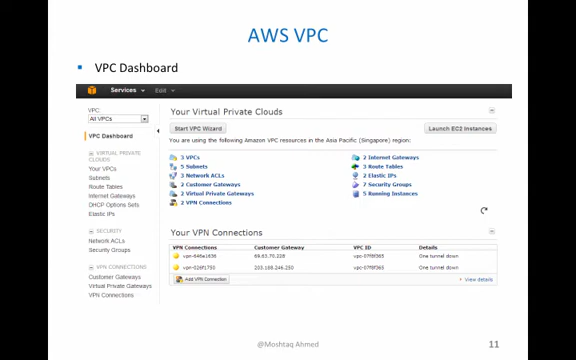 AWS VPC
VPC Dashboard
Services Edit
VPC:
All VPCs
VPC Dashboard
VIRTUAL PRIVATE
CLOUDS
Your VPCs
Subnets
Route Tables
Internet Gateways
DHCP Options Sets
Elastic IPs
SECURITY
Network ACLs
Security Groups
VPN CONNECTIONS
Customer Gateways
Virtual Private Gateways
VPN Connections
Your Virtual Private Clouds
Start VPC Wizard Launch EC2 Instances
You are using the following Amazon VPC resources in the Asia Pacific (Singapore) region:
3 VPCs 2 Internet Gateways
5 Subnets 3 Route Tables
3 Network ACLs 2 Elastic IPs
2 Customer Gateways 7 Security Groups
2 Virtual Private Gateways 5 Running Instances
2 VPN Connections
Your VPN Connections
VPN Connections Customer Gateway VPC ID Details
One tunnel down
One tunnel down
Add VPN Connection View details
@Moshtaq Ahmed 11